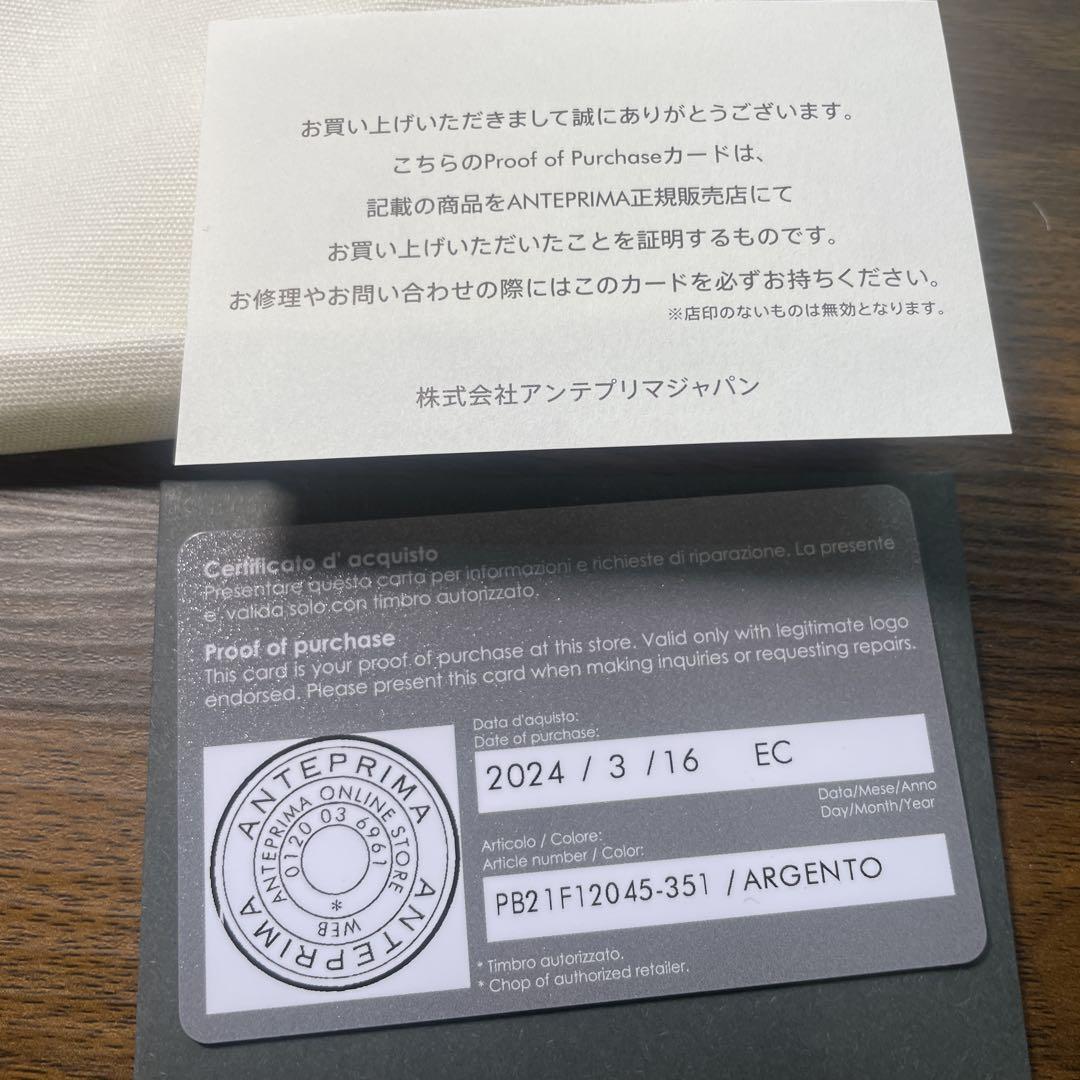 お買い上げいただきまして誠にありがとうございます。
こちらのProof of Purchaseカードは、
記載の商品をANTEPRIMA正規販売店にて
お買い上げいただいたことを証明するものです。
お修理やお問い合わせの際にはこのカードを必ずお持ちください。
※店印のないものは無効となります。
株式会社アンテプリマジャパン
Certificato d' acquisto
Presentare questa carta per informazioni e richieste di riparazione. La presente
e' valida solo con timbro autorizzato.
Proof of purchase
This card is your proof of purchase at this store. Valid only with legitimate logo
endorsed. Please present this card when making inquiries or requesting repairs.
ANTEPRIMA
ANTEPRIMA ONLINE STORE
0120 03 6961
*
WEB
ANTEPRIMA
Data d'aquisto:
Date of purchase:
2024 / 3 /16 EC
Data/Mese/Anno
Day/Month/Year
Articolo / Colore:
Article number / Color:
PB21F12045-351 /ARGENTO
* Timbro autorizzato.
* Chop of authorized retailer.